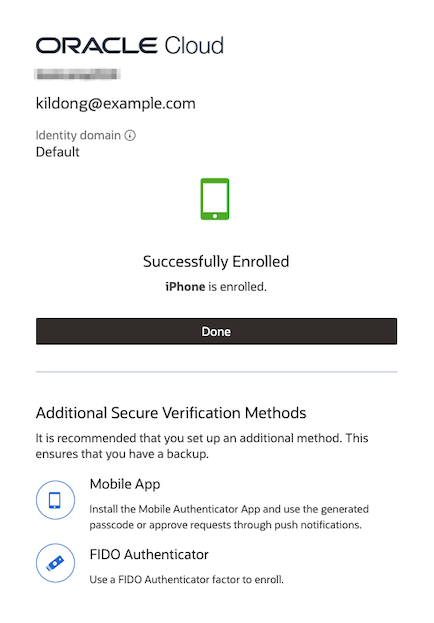 ORACLE Cloud
kildong@example.com
Identity domain
Default
Successfully Enrolled
iPhone is enrolled.
Done
Additional Secure Verification Methods
It is recommended that you set up an additional method. This
ensures that you have a backup.
Mobile App
Install the Mobile Authenticator App and use the generated
passcode or approve requests through push notifications.
FIDO Authenticator
Use a FIDO Authenticator factor to enroll.